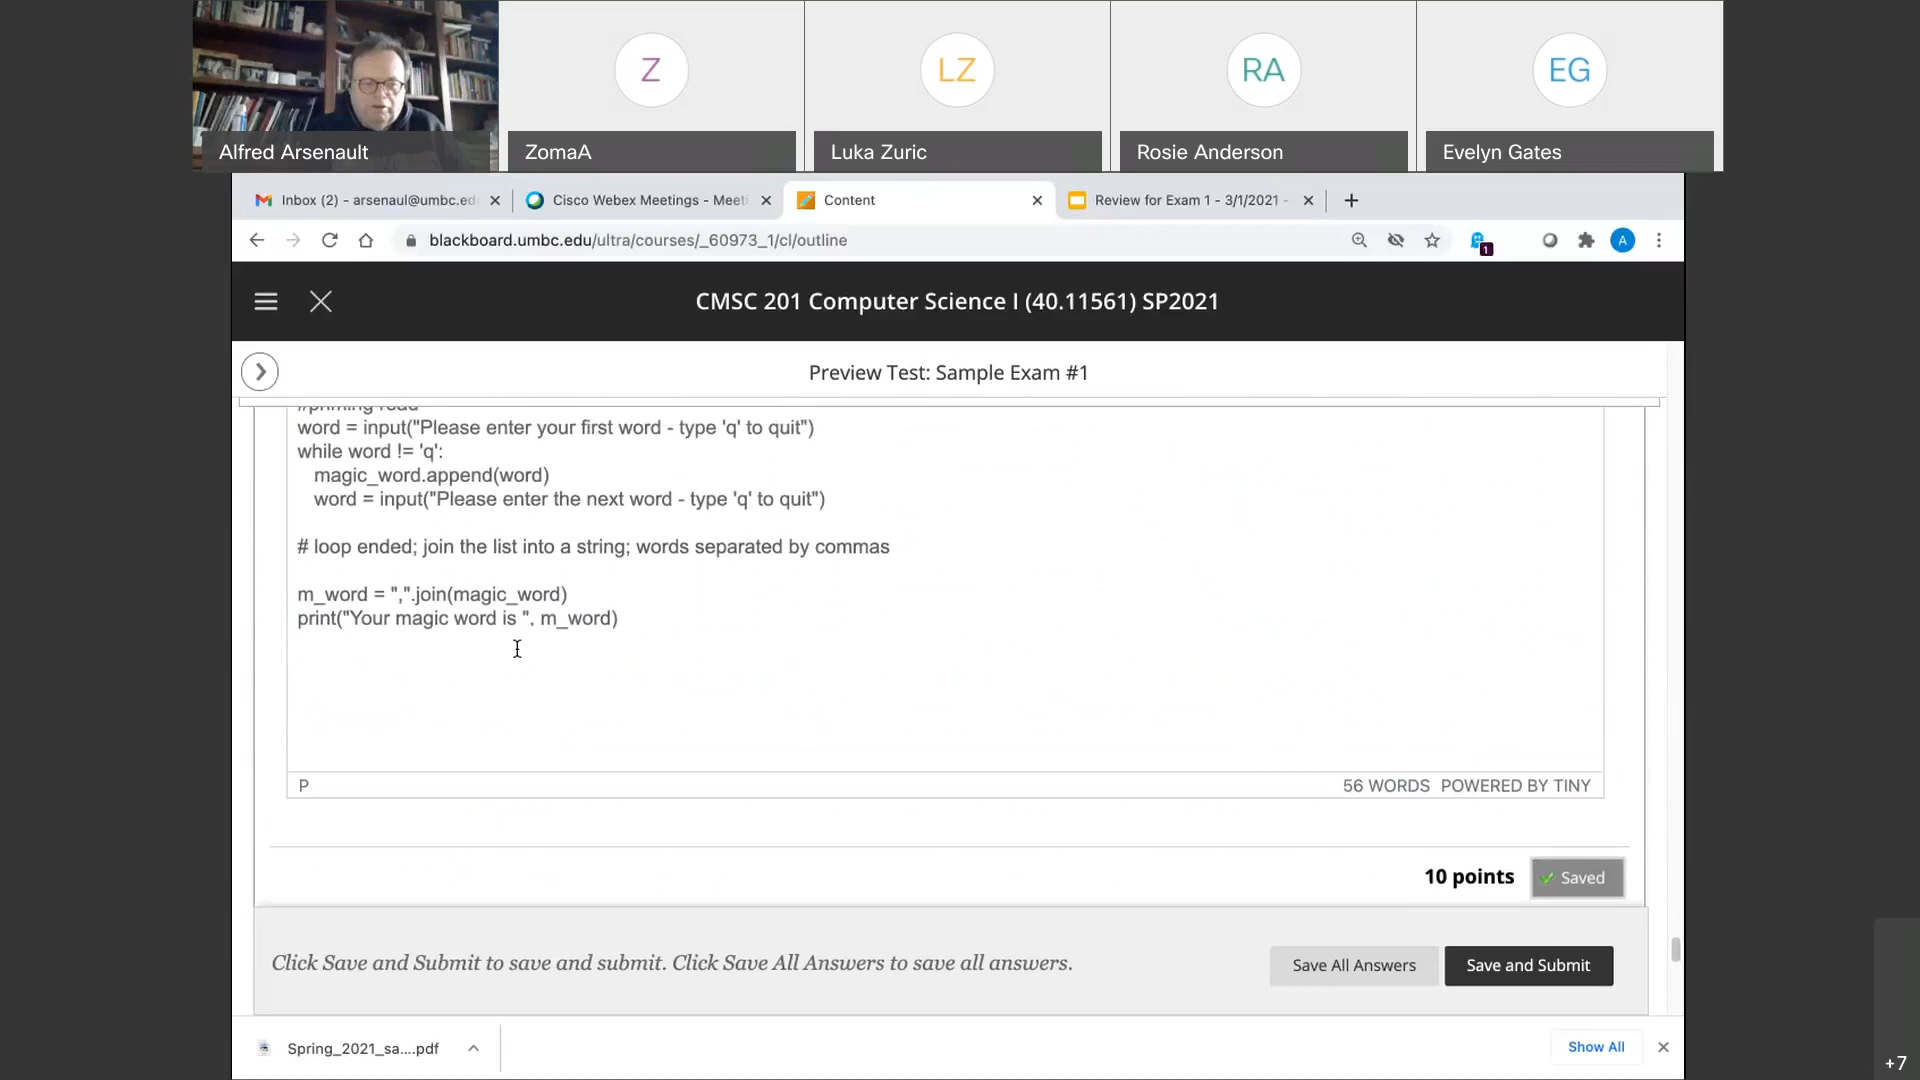 Z
LZ
RA
EG
Alfred Arsenault
ZomaA
Luka Zuric
Rosie Anderson
Evelyn Gates
Inbox (2) - arsenaul@umbc.ed
Cisco Webex Meetings - Meeti
Content
Review for Exam 1 - 3/1/2021 -
blackboard.umbc.edu/ultra/courses/_60973_1/cl/outline
1
A
CMSC 201 Computer Science I (40.11561) SP2021
Preview Test: Sample Exam #1
//priming read
word = input("Please enter your first word - type 'q' to quit")
while word != 'q':
magic_word.append(word)
word = input("Please enter the next word - type 'q' to quit")
# loop ended; join the list into a string; words separated by commas
m_word = ",".join(magic_word)
print("Your magic word is ", m_word)
P
56 WORDS POWERED BY TINY
10 points
Saved
Click Save and Submit to save and submit. Click Save All Answers to save all answers.
Save All Answers
Save and Submit
Spring_2021_sa....pdf
Show All
+7